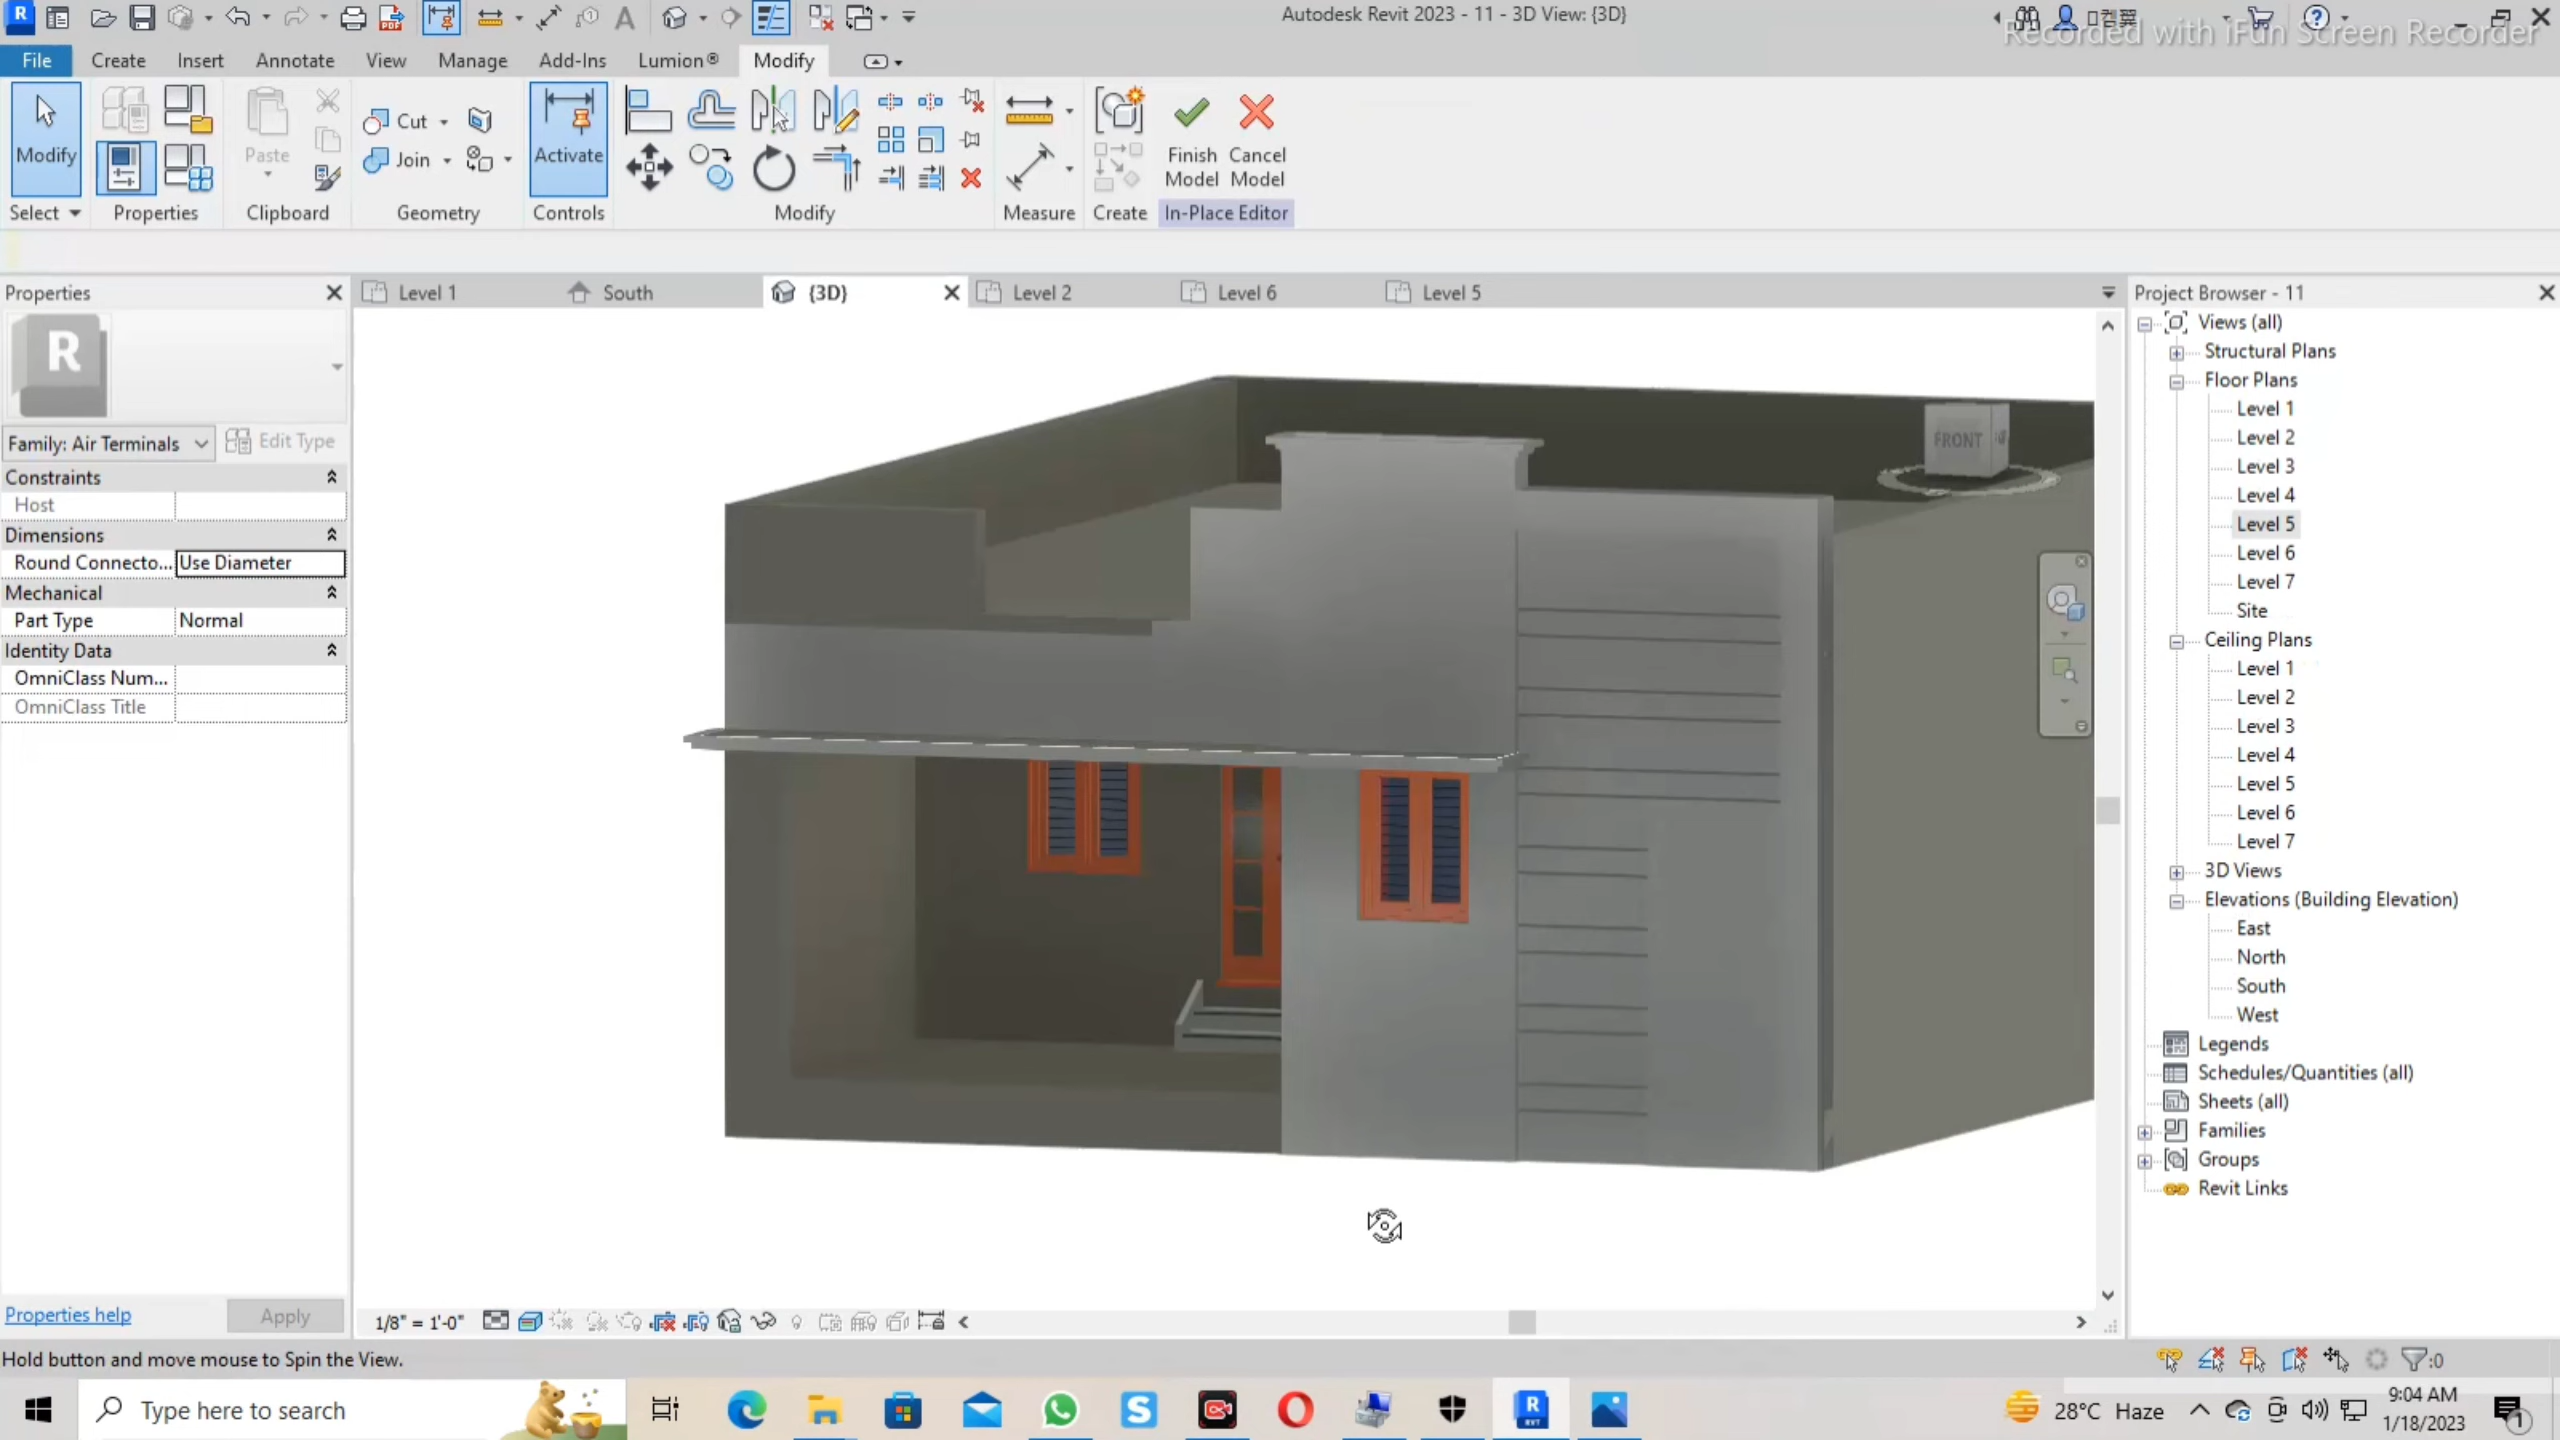 Autodesk Revit 2023 - 11 - 3D View: {3D}
Recorded with iFun Screen Recorder
File Create Insert Annotate View Manage Add-Ins Lumion® Modify
Modify Paste Cut Join Activate Finish Model Cancel Model
Select Properties Clipboard Geometry Controls Modify Measure Create In-Place Editor
Properties
Level 1 South {3D} Level 2 Level 6 Level 5
Project Browser - 11
R
Family: Air Terminals Edit Type
Constraints
Host
Dimensions
Round Connecto... Use Diameter
Mechanical
Part Type Normal
Identity Data
OmniClass Num...
OmniClass Title
FRONT
Views (all)
Structural Plans
Floor Plans
Level 1
Level 2
Level 3
Level 4
Level 5
Level 6
Level 7
Site
Ceiling Plans
Level 1
Level 2
Level 3
Level 4
Level 5
Level 6
Level 7
3D Views
Elevations (Building Elevation)
East
North
South
West
Legends
Schedules/Quantities (all)
Sheets (all)
Families
Groups
Revit Links
Properties help Apply
1/8" = 1'-0"
Hold button and move mouse to Spin the View.
:0
Type here to search
28°C Haze
9:04 AM
1/18/2023
1